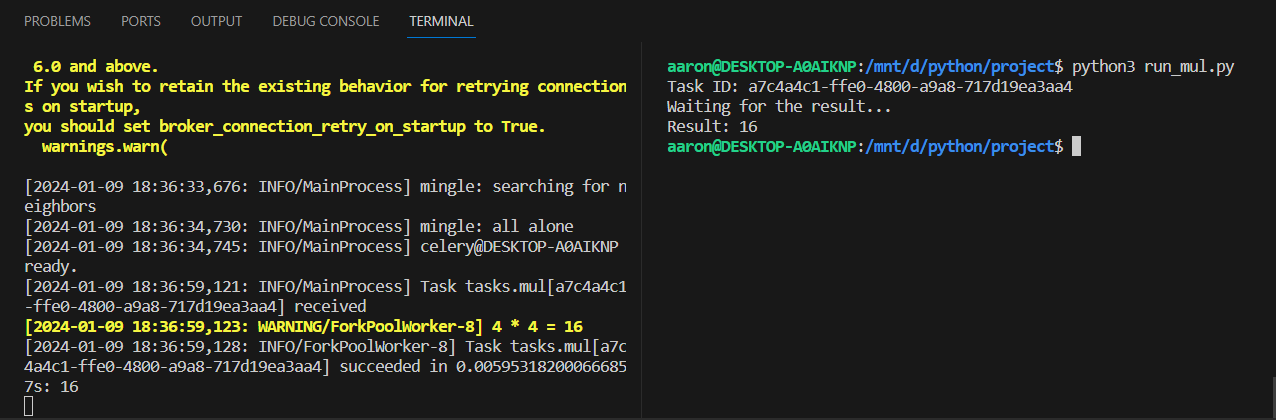 PROBLEMS PORTS OUTPUT DEBUG CONSOLE TERMINAL
6.0 and above.
If you wish to retain the existing behavior for retrying connection
s on startup,
you should set broker_connection_retry_on_startup to True.
warnings.warn(
[2024-01-09 18:36:33,676: INFO/MainProcess] mingle: searching for n
eighbors
[2024-01-09 18:36:34,730: INFO/MainProcess] mingle: all alone
[2024-01-09 18:36:34,745: INFO/MainProcess] celery@DESKTOP-A0AIKNP
ready.
[2024-01-09 18:36:59,121: INFO/MainProcess] Task tasks.mul[a7c4a4c1
-ffe0-4800-a9a8-717d19ea3aa4] received
[2024-01-09 18:36:59,123: WARNING/ForkPoolWorker-8] 4 * 4 = 16
[2024-01-09 18:36:59,128: INFO/ForkPoolWorker-8] Task tasks.mul[a7c
4a4c1-ffe0-4800-a9a8-717d19ea3aa4] succeeded in 0.00595318200066685
7s: 16
aaron@DESKTOP-A0AIKNP:/mnt/d/python/project$ python3 run_mul.py
Task ID: a7c4a4c1-ffe0-4800-a9a8-717d19ea3aa4
Waiting for the result...
Result: 16
aaron@DESKTOP-A0AIKNP:/mnt/d/python/project$